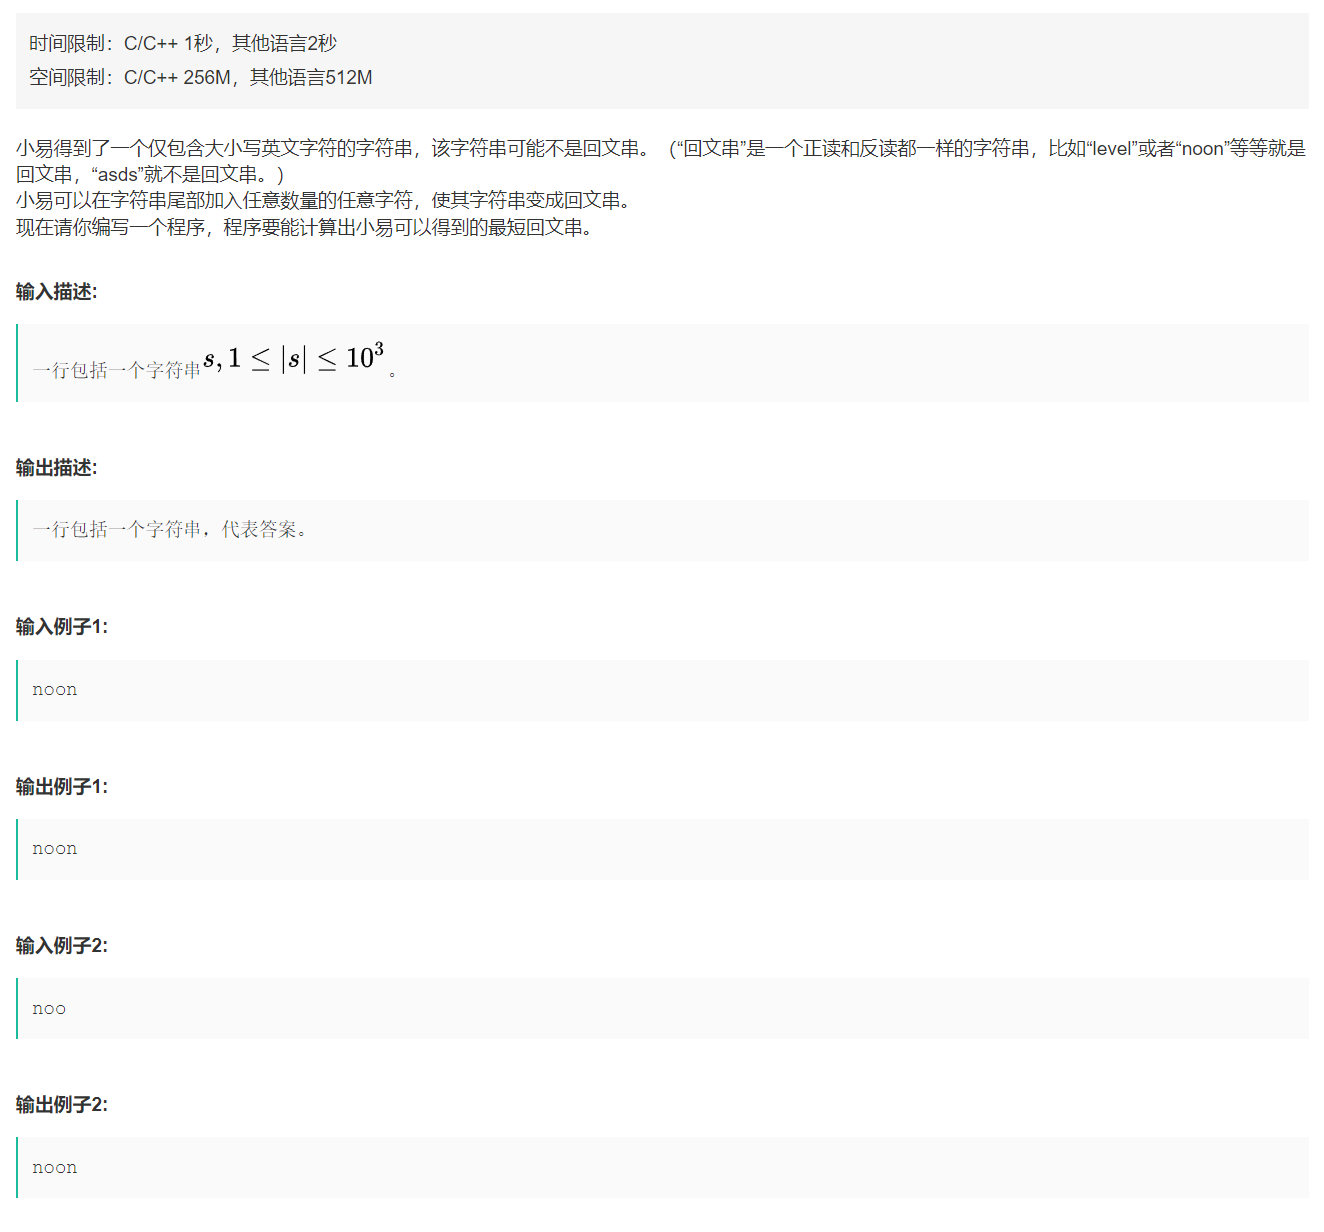 时间限制：C/C++ 1秒，其他语言2秒
空间限制：C/C++ 256M，其他语言512M
小易得到了一个仅包含大小写英文字符的字符串，该字符串可能不是回文串。（“回文串”是一个正读和反读都一样的字符串，比如“level”或者“noon”等等就是
回文串，“asds”就不是回文串。)
小易可以在字符串尾部加入任意数量的任意字符，使其字符串变成回文串。
现在请你编写一个程序，程序要能计算出小易可以得到的最短回文串。
输入描述:
一行包括一个字符串s, 1 ≤ |s| ≤ 10³。
输出描述:
一行包括一个字符串，代表答案。
输入例子1:
noon
输出例子1:
noon
输入例子2:
noo
输出例子2:
noon